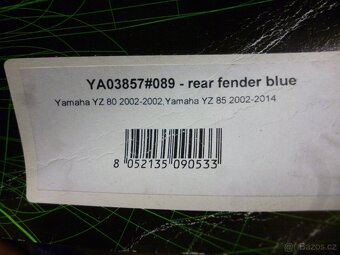 YA03857#089 - rear fender blue
Yamaha YZ 80 2002-2002,Yamaha YZ 85 2002-2014
8 052135 090533
Bazoš.cz